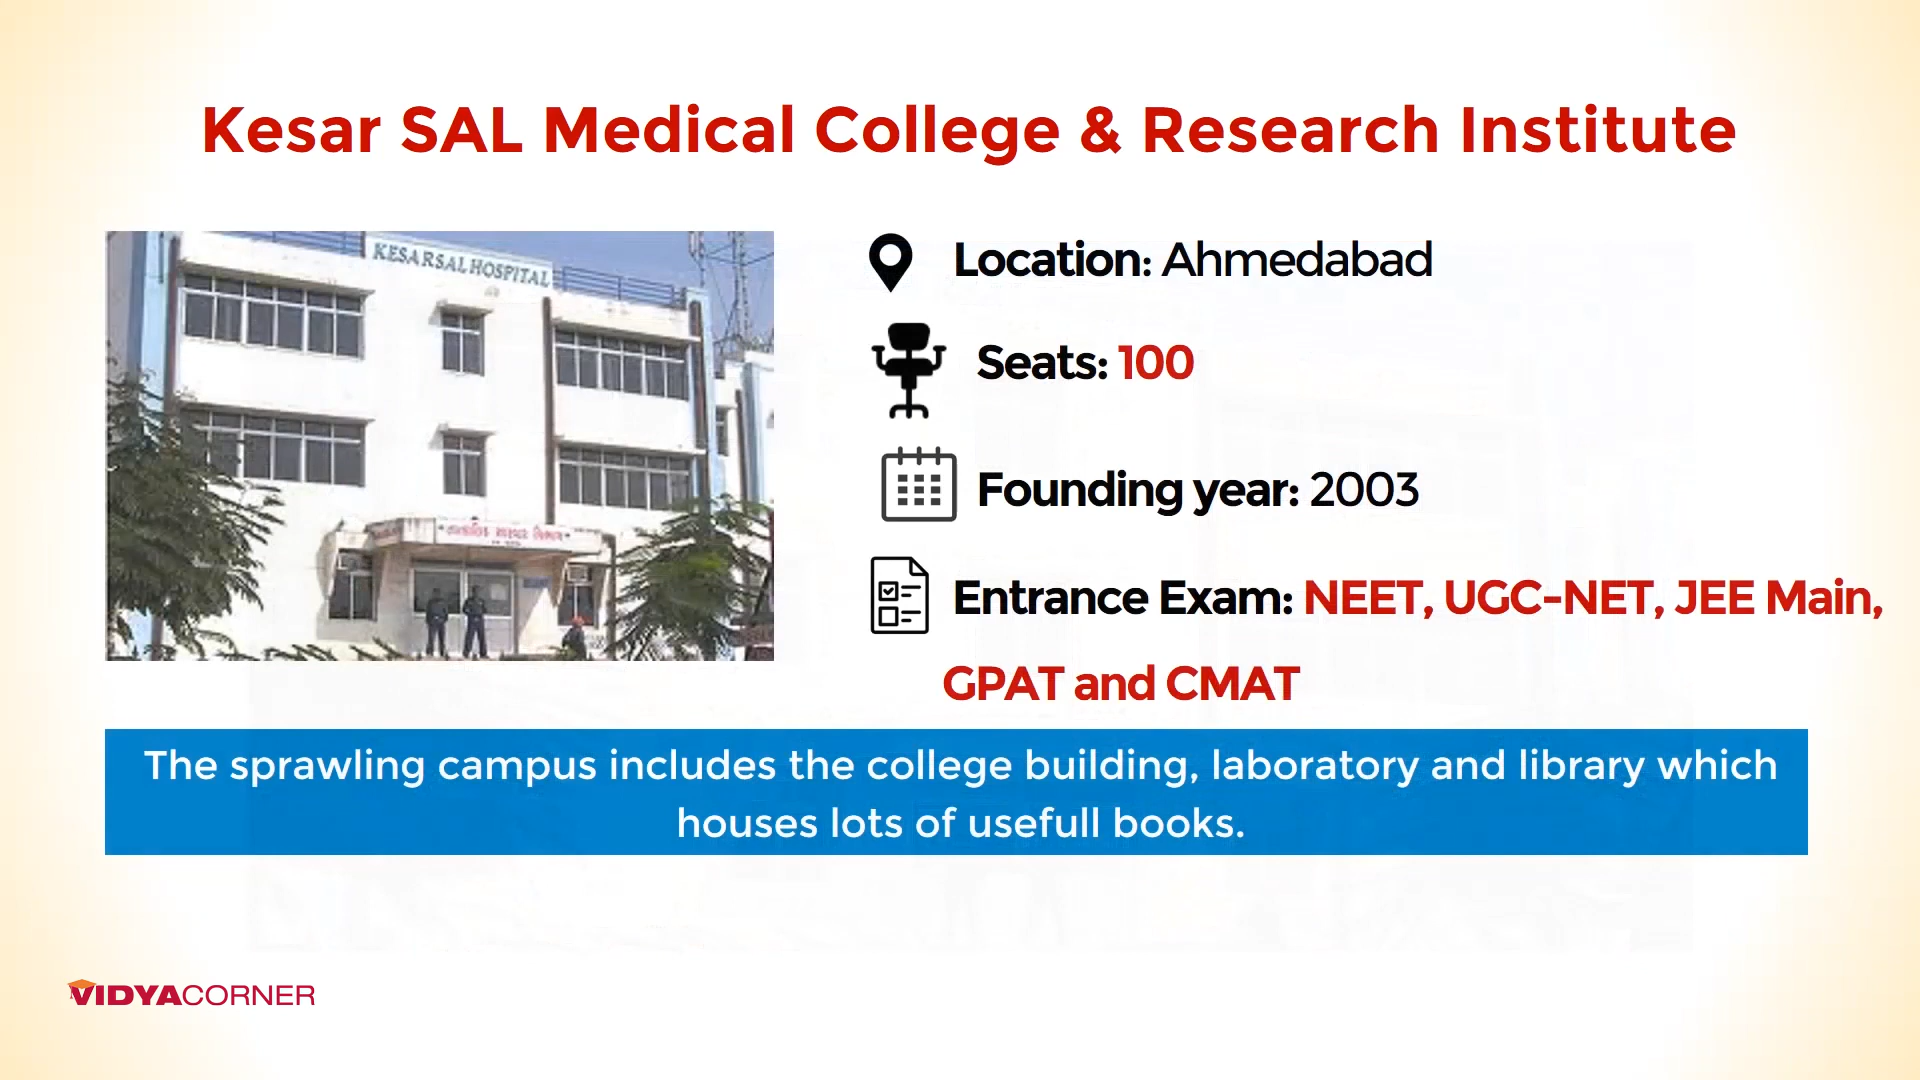 Kesar SAL Medical College & Research Institute
KESARSAL HOSPITAL
Location: Ahmedabad
Seats: 100
Founding year: 2003
Entrance Exam: NEET, UGC-NET, JEE Main,
GPAT and CMAT
The sprawling campus includes the college building, laboratory and library which
houses lots of usefull books.
VIDYACORNER